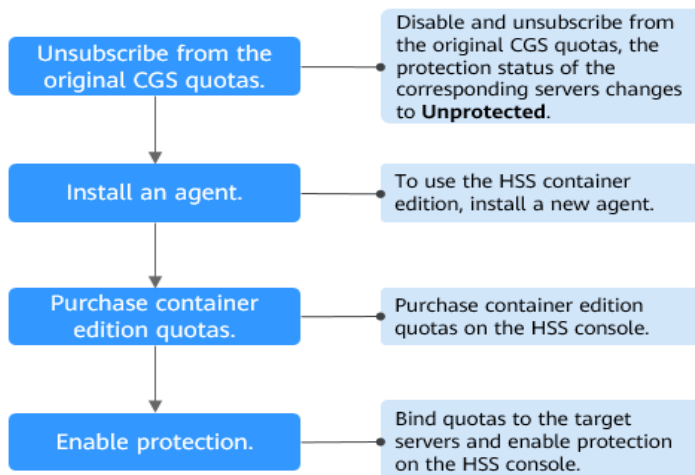 Unsubscribe from the
original CGS quotas.
Disable and unsubscribe from
the original CGS quotas, the
protection status of the
corresponding servers changes
to Unprotected.
Install an agent.
To use the HSS container
edition, install a new agent.
Purchase container
edition quotas.
Purchase container edition
quotas on the HSS console.
Enable protection.
Bind quotas to the target
servers and enable protection
on the HSS console.